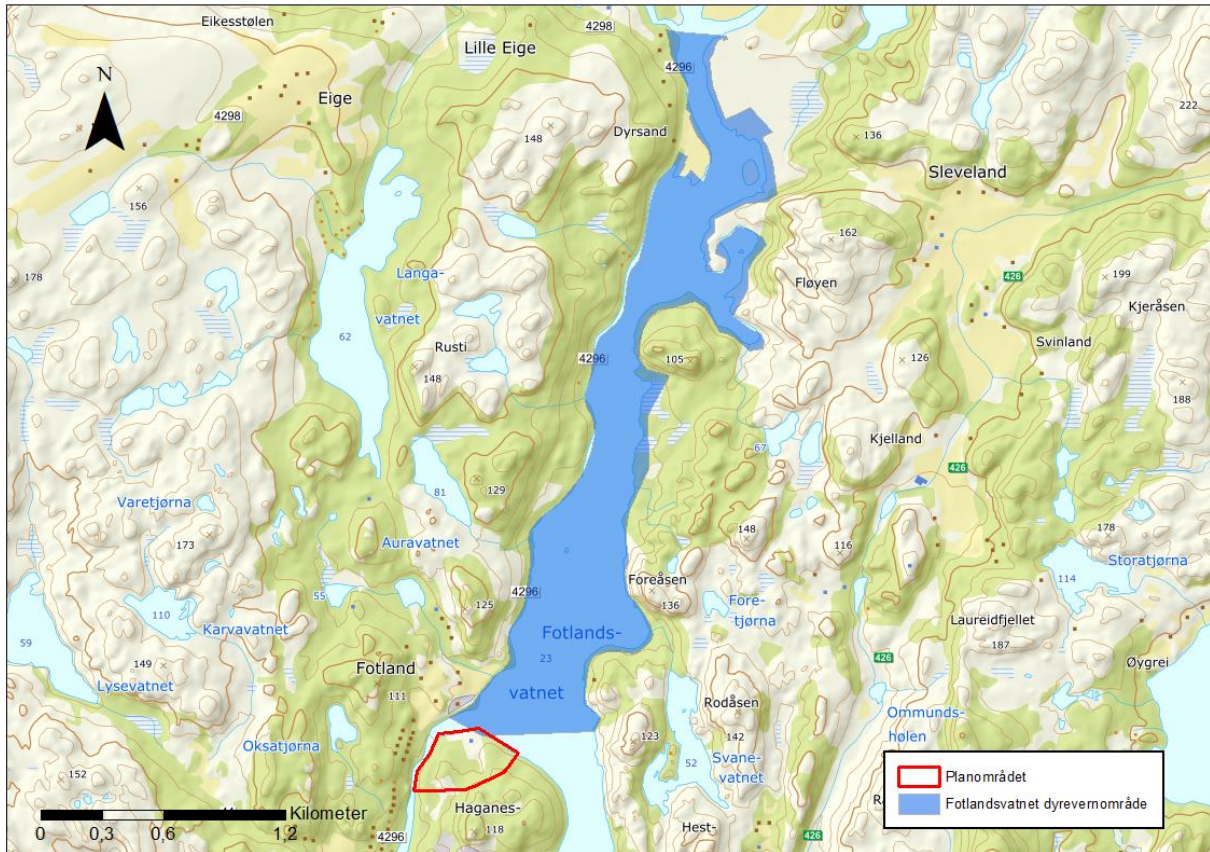 Eikesstølen
Lille Eige
4298
4296
N
Eige
4298
222
148
Dyrsand
136
Sleveland
156
162
178
Langa-
vatnet
Fløyen
426
199
Kjeråsen
62
Rusti
4296
105
126
Svinland
148
188
67
Kjelland
426
81
129
Varetjørna
173
148
178
Auravatnet
116
Storatjørna
55
4296
Foreåsen
114
110
125
136
Fore-
tjørna
Laureidfjellet
Karvavatnet
59
Fotlands-
187
149
Fotland
23
426
Øygrei
Lysevatnet
111
vatnet
Rodåsen
Ommunds-
hølen
Oksatjørna
123
142
152
52
Svane-
vatnet
Planområdet
Fotlandsvatnet dyrevernområde
Haganes-
118
Hest-
4296
426
Kilometer
0 0,3 0,6 1,2